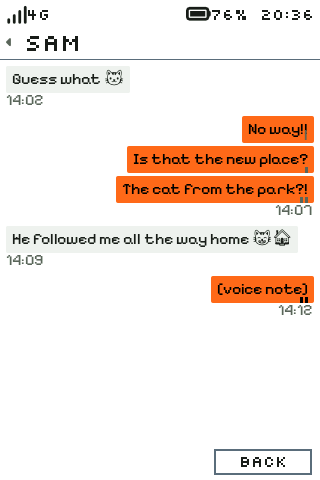 4G 76% 20:36
SAM
Guess what 🐱
14:02
No way!!
Is that the new place?
The cat from the park?!
14:07
He followed me all the way home 🐱🏠
14:09
(voice note)
14:12
BACK